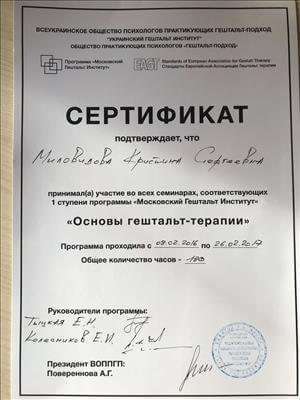 ВСЕУКРАИНСКОЕ ОБЩЕСТВО ПСИХОЛОГОВ ПРАКТИКУЮЩИХ ГЕШТАЛЬТ-ПОДХОД
"УКРАИНСКИЙ ГЕШТАЛЬТ ИНСТИТУТ"
ОБЩЕСТВО ПРАКТИКУЮЩИХ ПСИХОЛОГОВ «ГЕШТАЛЬТ-ПОДХОД»
Программа «Московский
Гештальт Институт»
EAGT
Standards of European Association for Gestalt Therapy
Стандарты Европейской Ассоциации Гештальт терапии
СЕРТИФИКАТ
подтверждает, что
Миловидова Кристина Сергеевна
принимал(а) участие во всех семинарах, соответствующих
1 ступени программы «Московский Гештальт Институт»
«Основы гештальт-терапии»
Программа проходила с 09.02.2016 по 26.02.2017
Общее количество часов - 180
Руководители программы:
Тыцкая Е.Н.
Колесников Е.И.
Президент ВОППГП:
Поверенова А.Г.